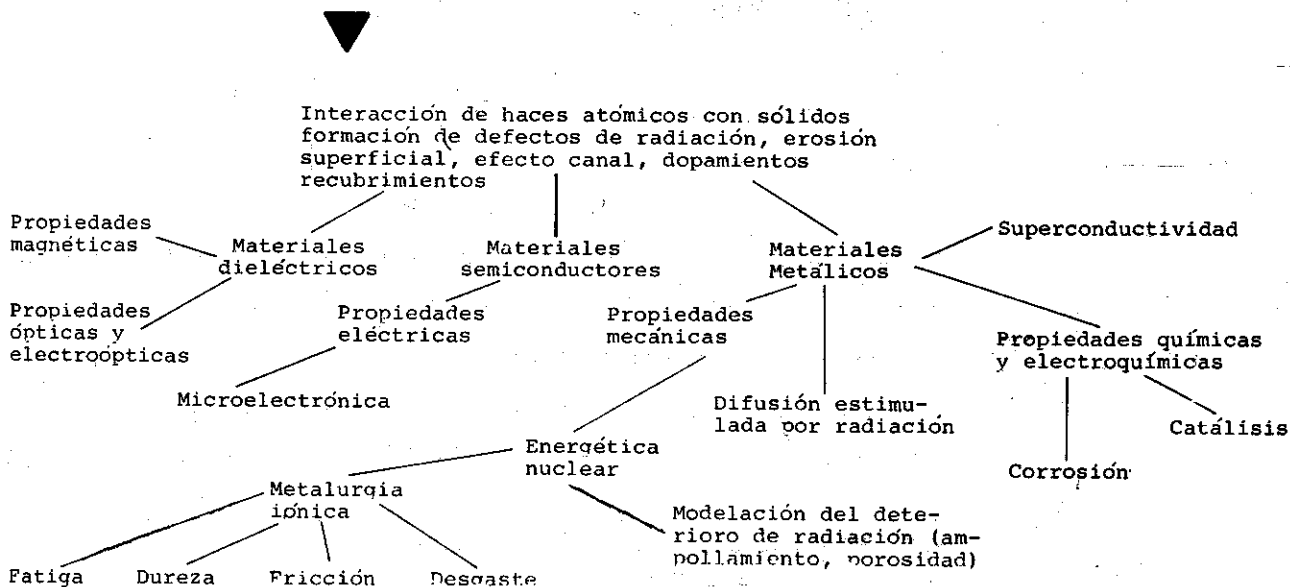 Interacción de haces atómicos con sólidos
formación de defectos de radiación, erosión
superficial, efecto canal, dopamientos
recubrimientos
Propiedades
magnéticas
Materiales
dieléctricos
Materiales
semiconductores
Materiales
Metálicos
Superconductividad
Propiedades
ópticas y
electroópticas
Propiedades
eléctricas
Propiedades
mecánicas
Propiedades químicas
y electroquímicas
Microelectrónica
Difusión estimu-
lada por radiación
Catálisis
Energética
nuclear
Corrosión
Metalurgia
iónica
Modelación del dete-
rioro de radiación (am-
pollamiento, porosidad)
Fatiga
Dureza
Fricción
Desgaste